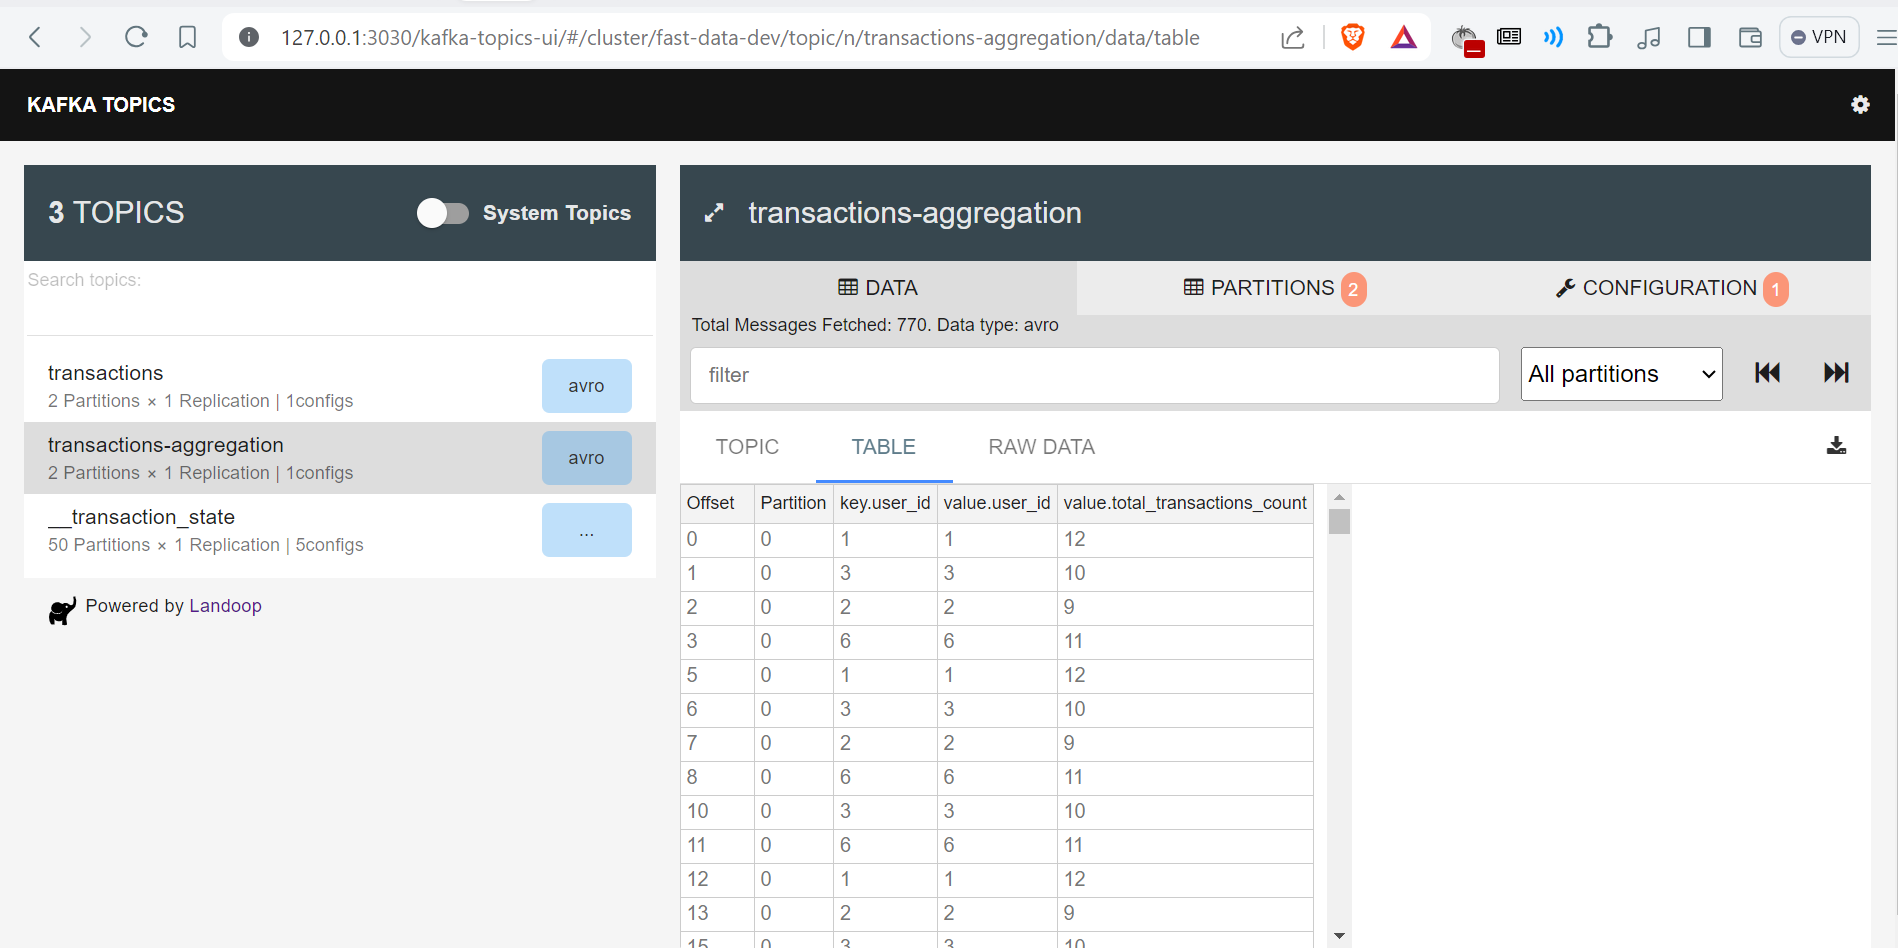 127.0.0.1:3030/kafka-topics-ui/#/cluster/fast-data-dev/topic/n/transactions-aggregation/data/table
VPN
KAFKA TOPICS
3 TOPICS
System Topics
Search topics:
transactions
2 Partitions × 1 Replication | 1configs
avro
transactions-aggregation
2 Partitions × 1 Replication | 1configs
avro
__transaction_state
50 Partitions × 1 Replication | 5configs
...
Powered by Landoop
transactions-aggregation
DATA
PARTITIONS 2
CONFIGURATION 1
Total Messages Fetched: 770. Data type: avro
filter
All partitions
TOPIC TABLE RAW DATA
Offset Partition key.user_id value.user_id value.total_transactions_count
0 0 1 1 12
1 0 3 3 10
2 0 2 2 9
3 0 6 6 11
5 0 1 1 12
6 0 3 3 10
7 0 2 2 9
8 0 6 6 11
10 0 3 3 10
11 0 6 6 11
12 0 1 1 12
13 0 2 2 9
15 0 3 3 10